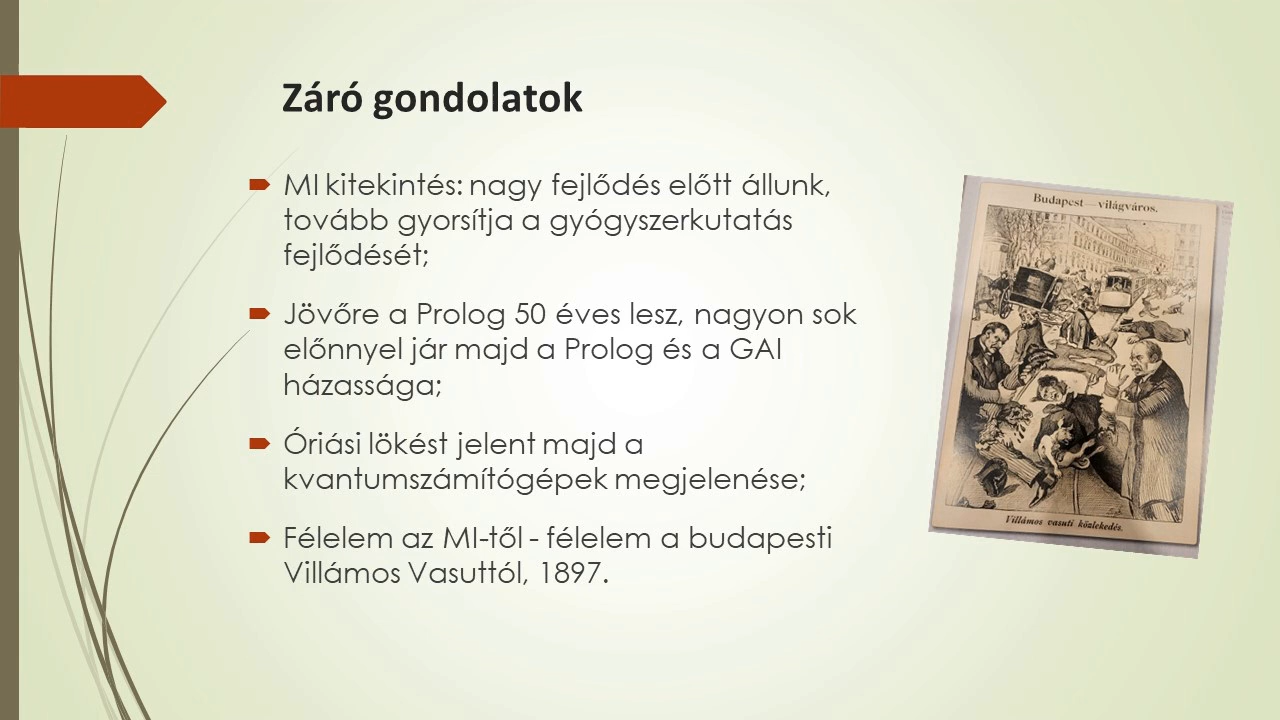 Záró gondolatok
MI kitekintés: nagy fejlődés előtt állunk,
tovább gyorsítja a gyógyszerkutatás
fejlődését;
Jövőre a Prolog 50 éves lesz, nagyon sok
előnnyel jár majd a Prolog és a GAI
házassága;
Óriási lökést jelent majd a
kvantumszámítógépek megjelenése;
Félelem az MI-től - félelem a budapesti
Villámos Vasuttól, 1897.
Budapest—világváros.
Villámos vasuti közlekedés.